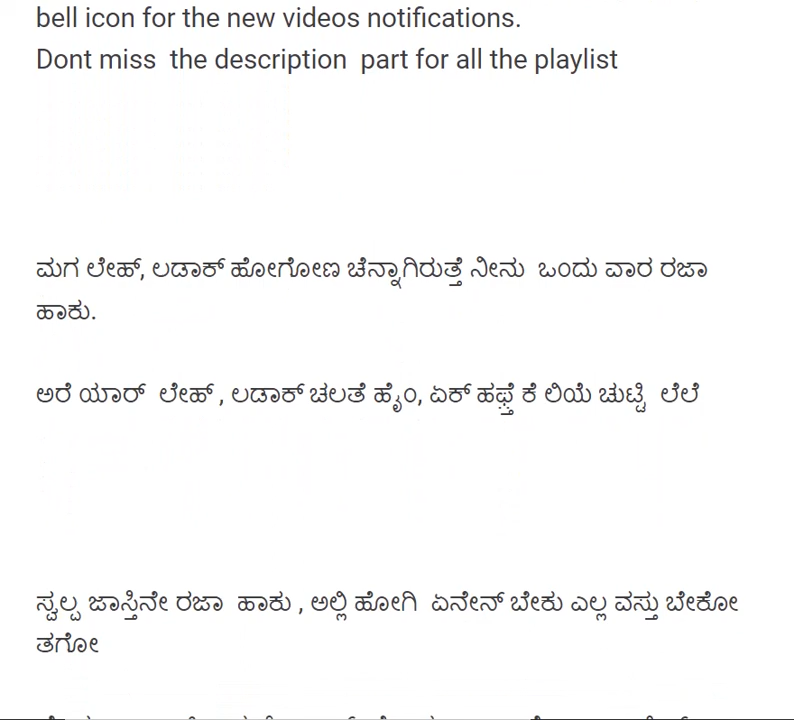 bell icon for the new videos notifications.
Dont miss  the description  part for all the playlist
ಮಗ ಲೇಹ್, ಲಡಾಕ್ ಹೋಗೋಣ ಚೆನ್ನಾಗಿರುತ್ತೆ ನೀನು  ಒಂದು ವಾರ ರಜಾ
ಹಾಕು.
ಅರೆ ಯಾರ್  ಲೇಹ್ , ಲಡಾಕ್ ಚಲತೆ ಹೈಂ, ಏಕ್ ಹಫ಼್ತೆ ಕೆ ಲಿಯೆ ಚುಟ್ಟಿ  ಲೆಲೆ
ಸ್ವಲ್ಪ ಜಾಸ್ತಿನೇ ರಜಾ  ಹಾಕು , ಅಲ್ಲಿ ಹೋಗಿ  ಏನೇನ್ ಬೇಕು ಎಲ್ಲ ವಸ್ತು ಬೇಕೋ
ತಗೋ